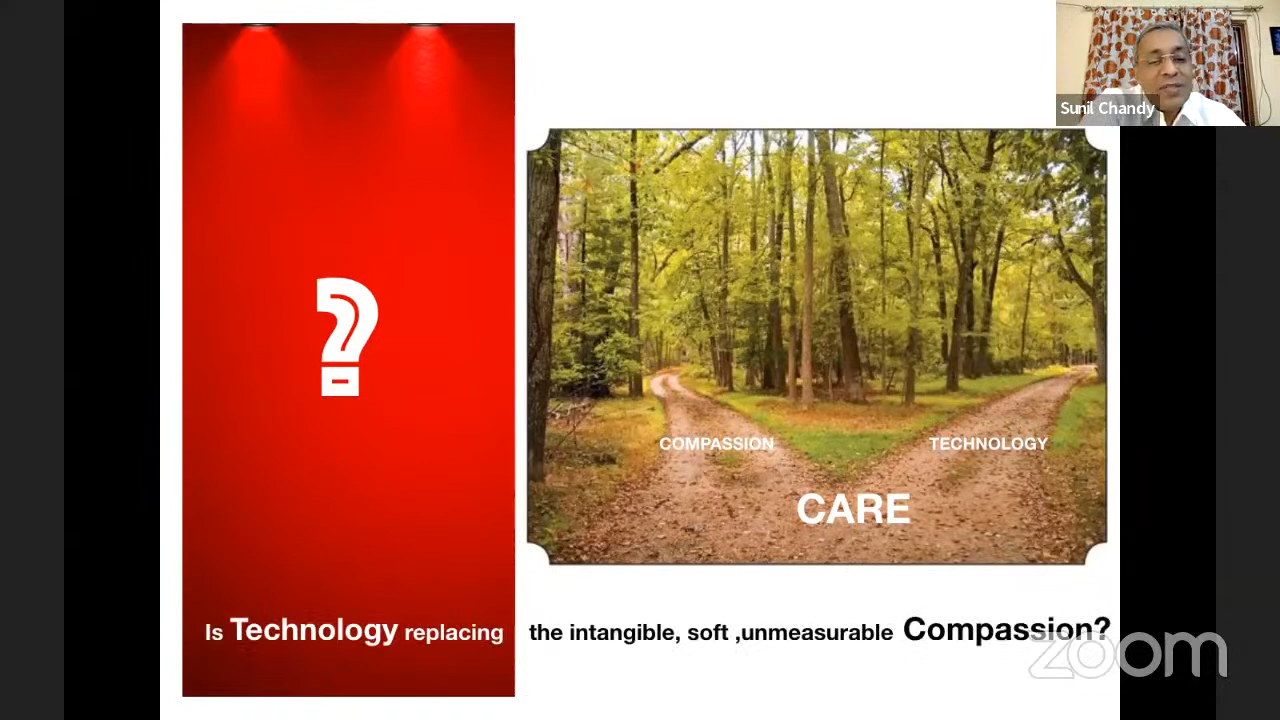 Sunil Chandy
?
COMPASSION
TECHNOLOGY
CARE
Is Technology replacing the intangible, soft ,unmeasurable Compassion?
zoom